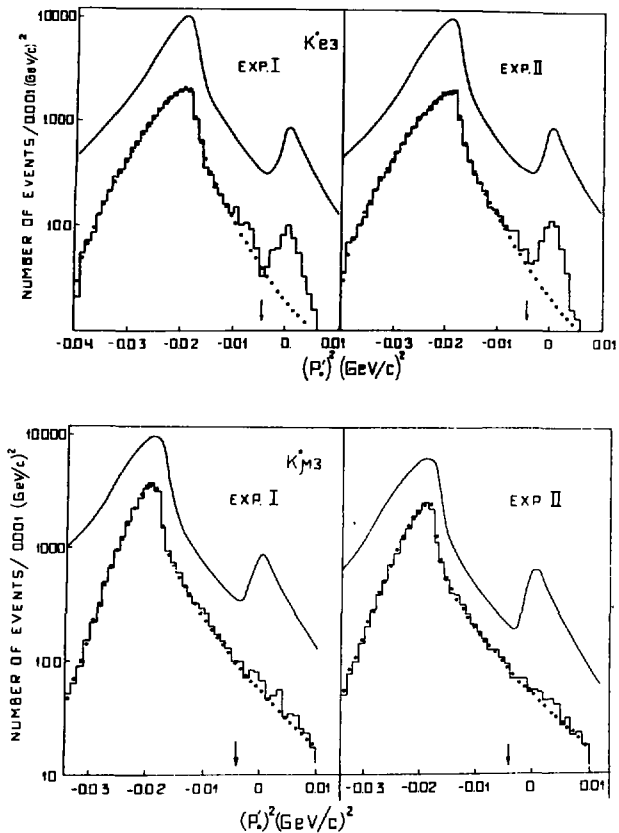 10000
K°e3
EXP. I
EXP. II
1000
100
NUMBER OF EVENTS/0.001 (GeV/c)²
-0.04 -0.03 -0.02 -0.01 0. 0.01
-0.03 -0.02 -0.01 0 0.01
(P₀')² (GeV/c)²
10000
K°μ3
EXP. I
EXP II
1000
100
10
NUMBER OF EVENTS/ 0.001 (GeV/c)²
-0.03 -0.02 -0.01 0 0.01
-0.03 -0.02 -0.01 0 0.01
(P₀')² (GeV/c)²